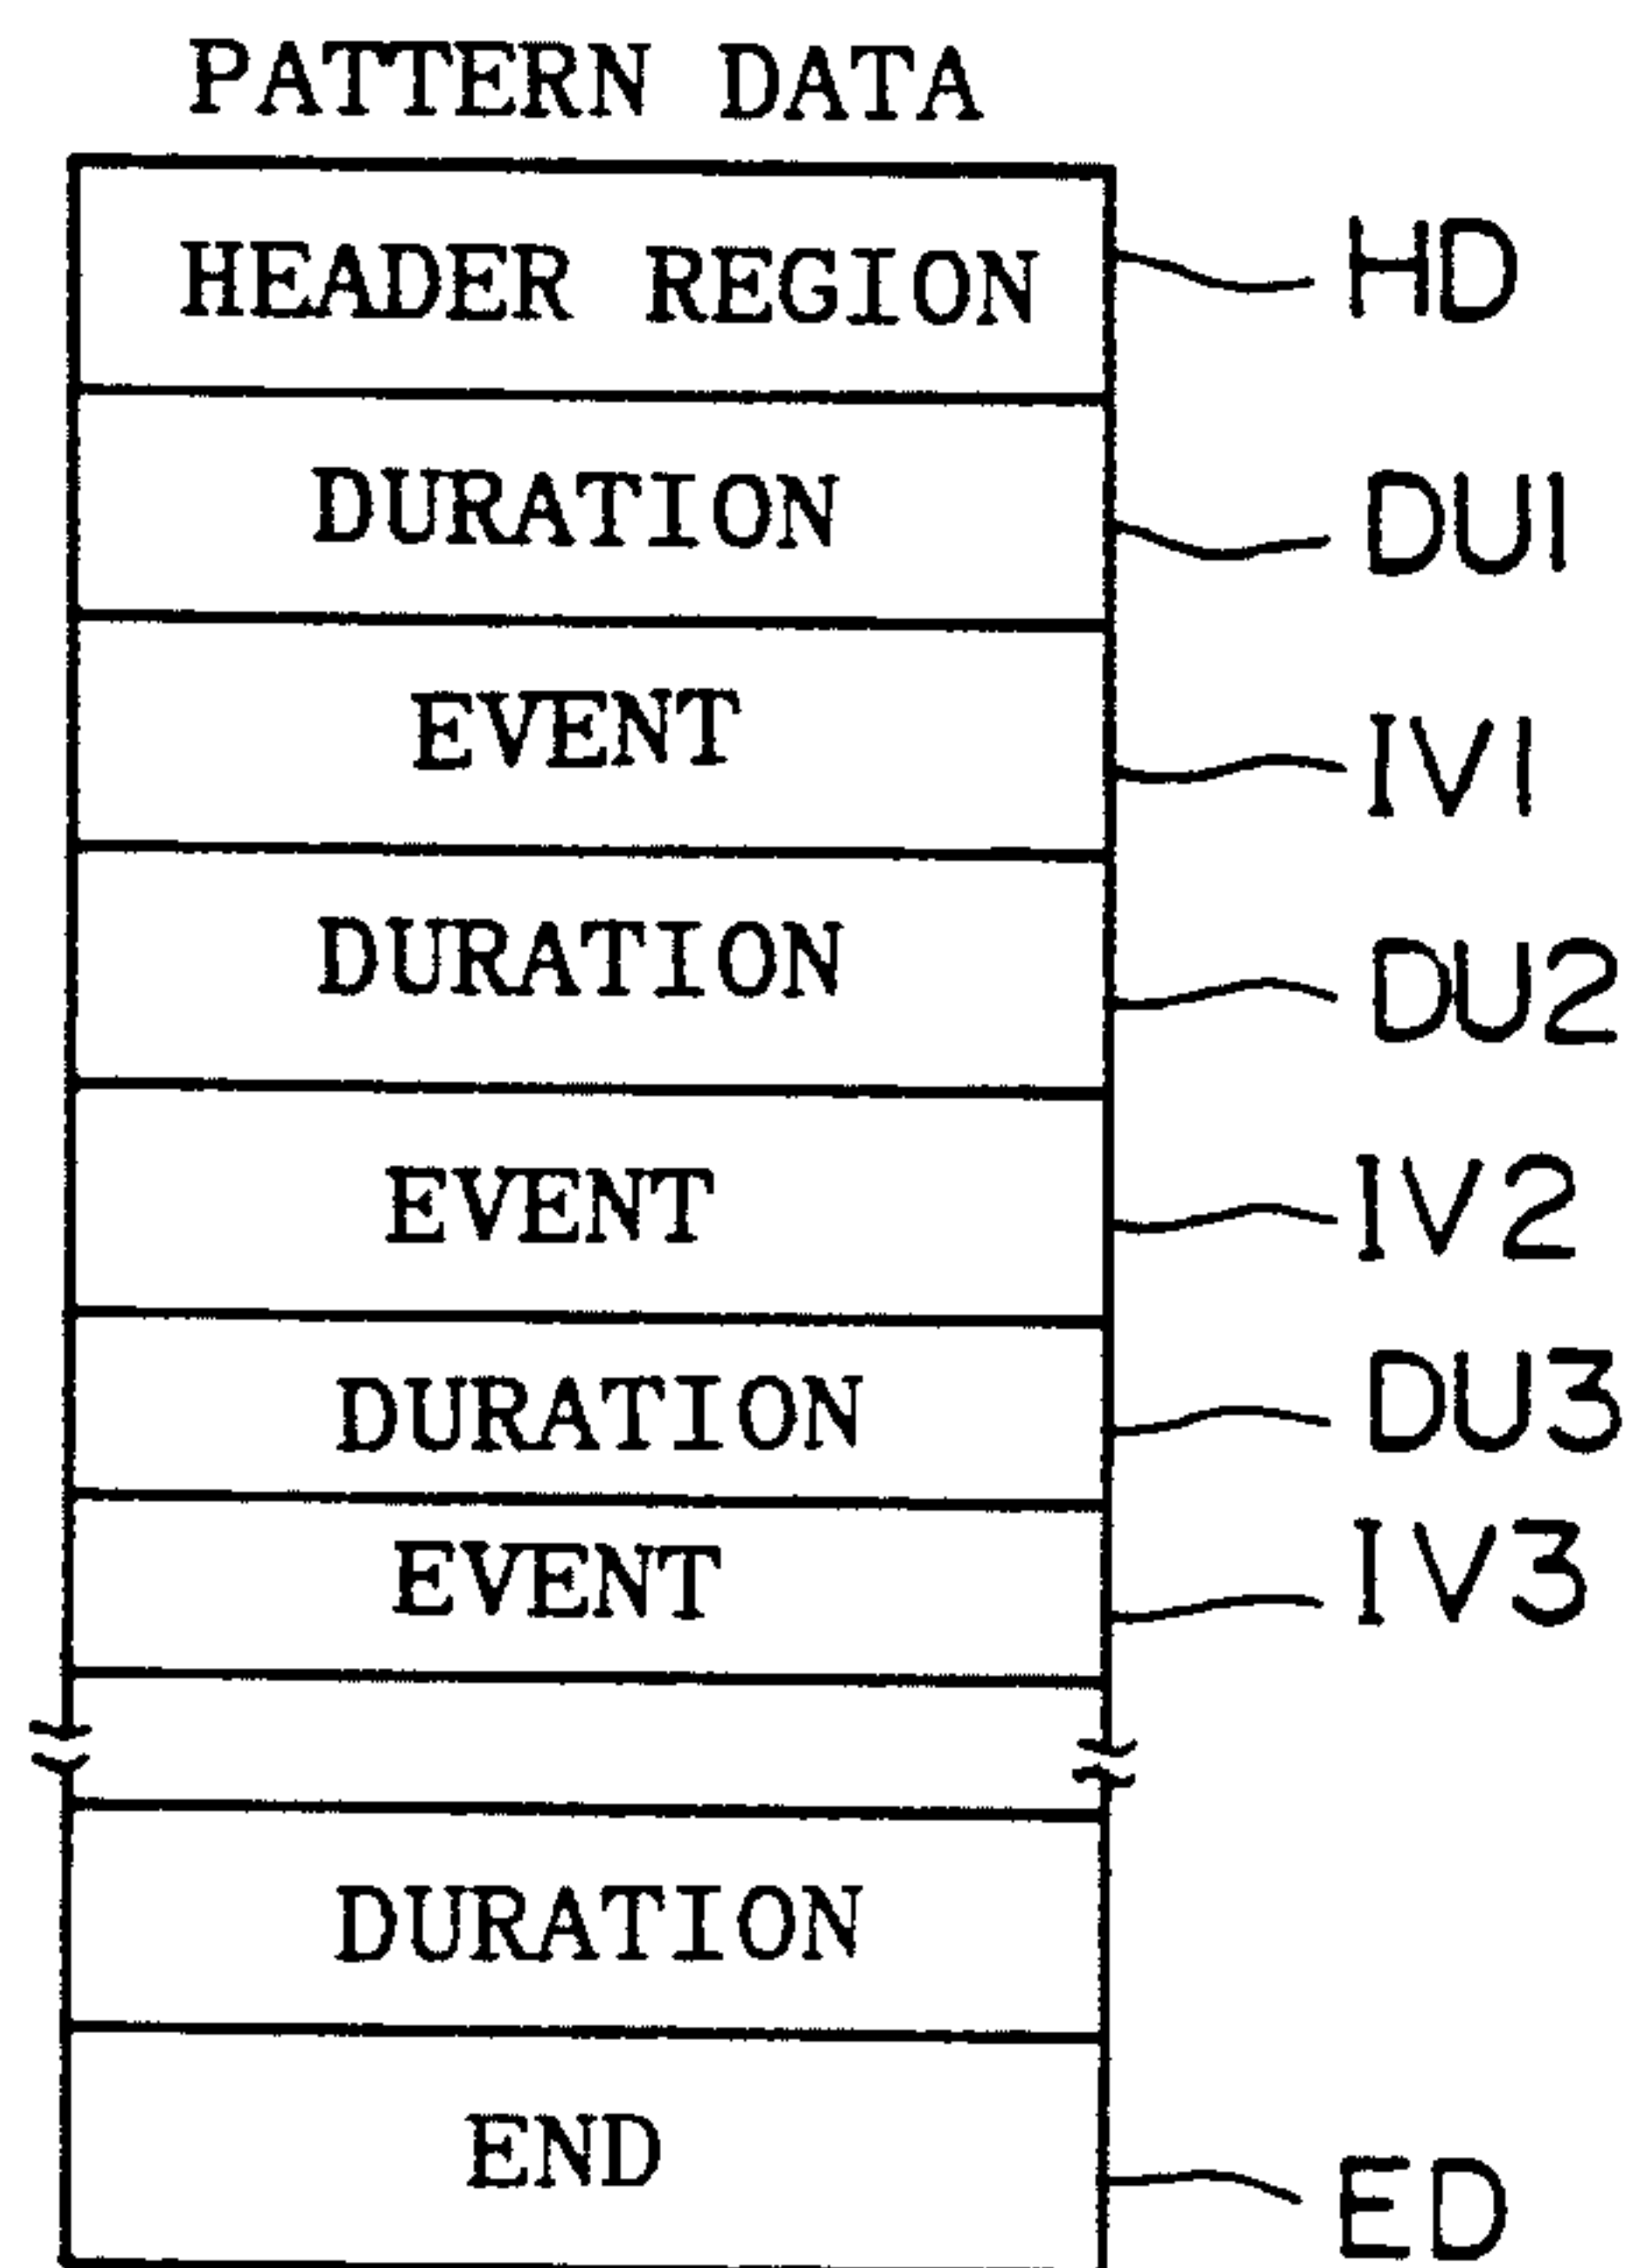 PATTERN DATA
HEADER REGION HD
DURATION DU1
EVENT IV1
DURATION DU2
EVENT IV2
DURATION DU3
EVENT IV3
DURATION
END ED